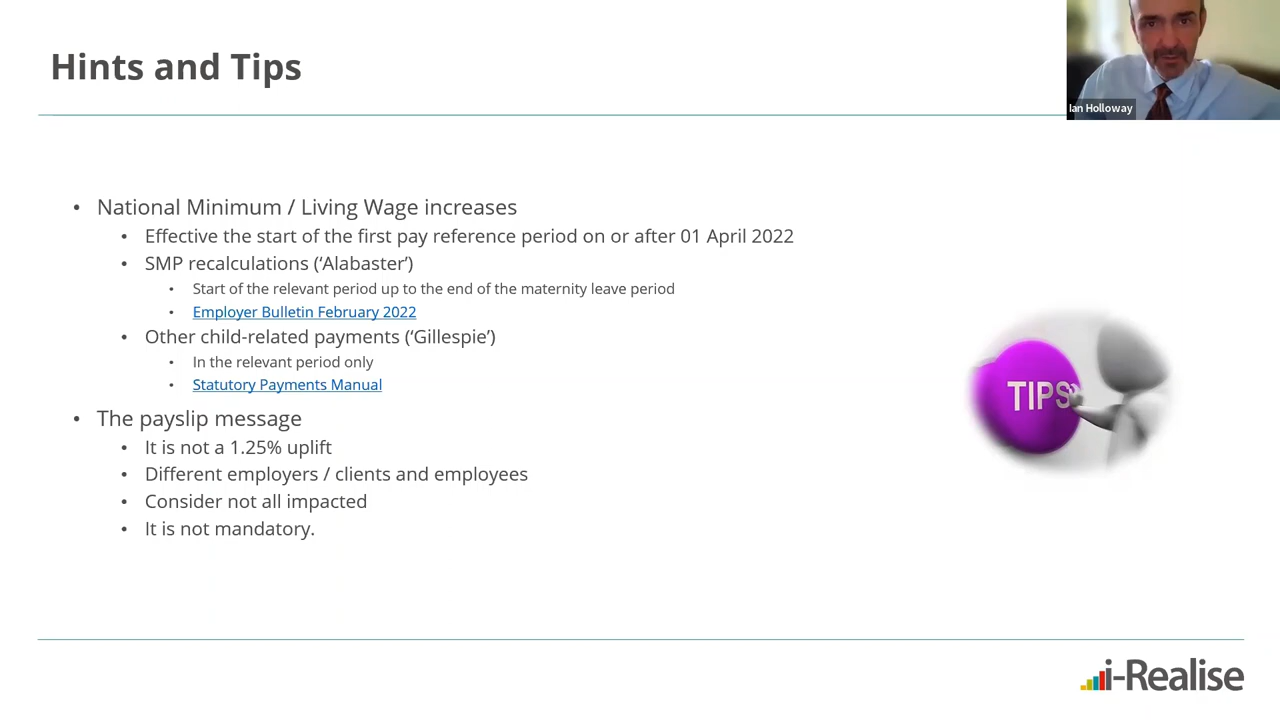 Hints and Tips
Ian Holloway
• National Minimum / Living Wage increases
• Effective the start of the first pay reference period on or after 01 April 2022
• SMP recalculations (‘Alabaster’)
• Start of the relevant period up to the end of the maternity leave period
• Employer Bulletin February 2022
• Other child-related payments (‘Gillespie’)
• In the relevant period only
• Statutory Payments Manual
• The payslip message
• It is not a 1.25% uplift
• Different employers / clients and employees
• Consider not all impacted
• It is not mandatory.
TIPS
i-Realise